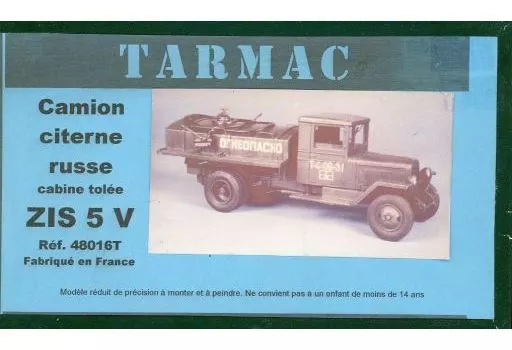 TARMAC
Camion
citerne
russe
cabine tolée
ZIS 5 V
Réf. 48016T
Fabriqué en France
ОГНЕОПАСНО
Modèle réduit de précision à monter et à peindre. Ne convient pas à un enfant de moins de 14 ans